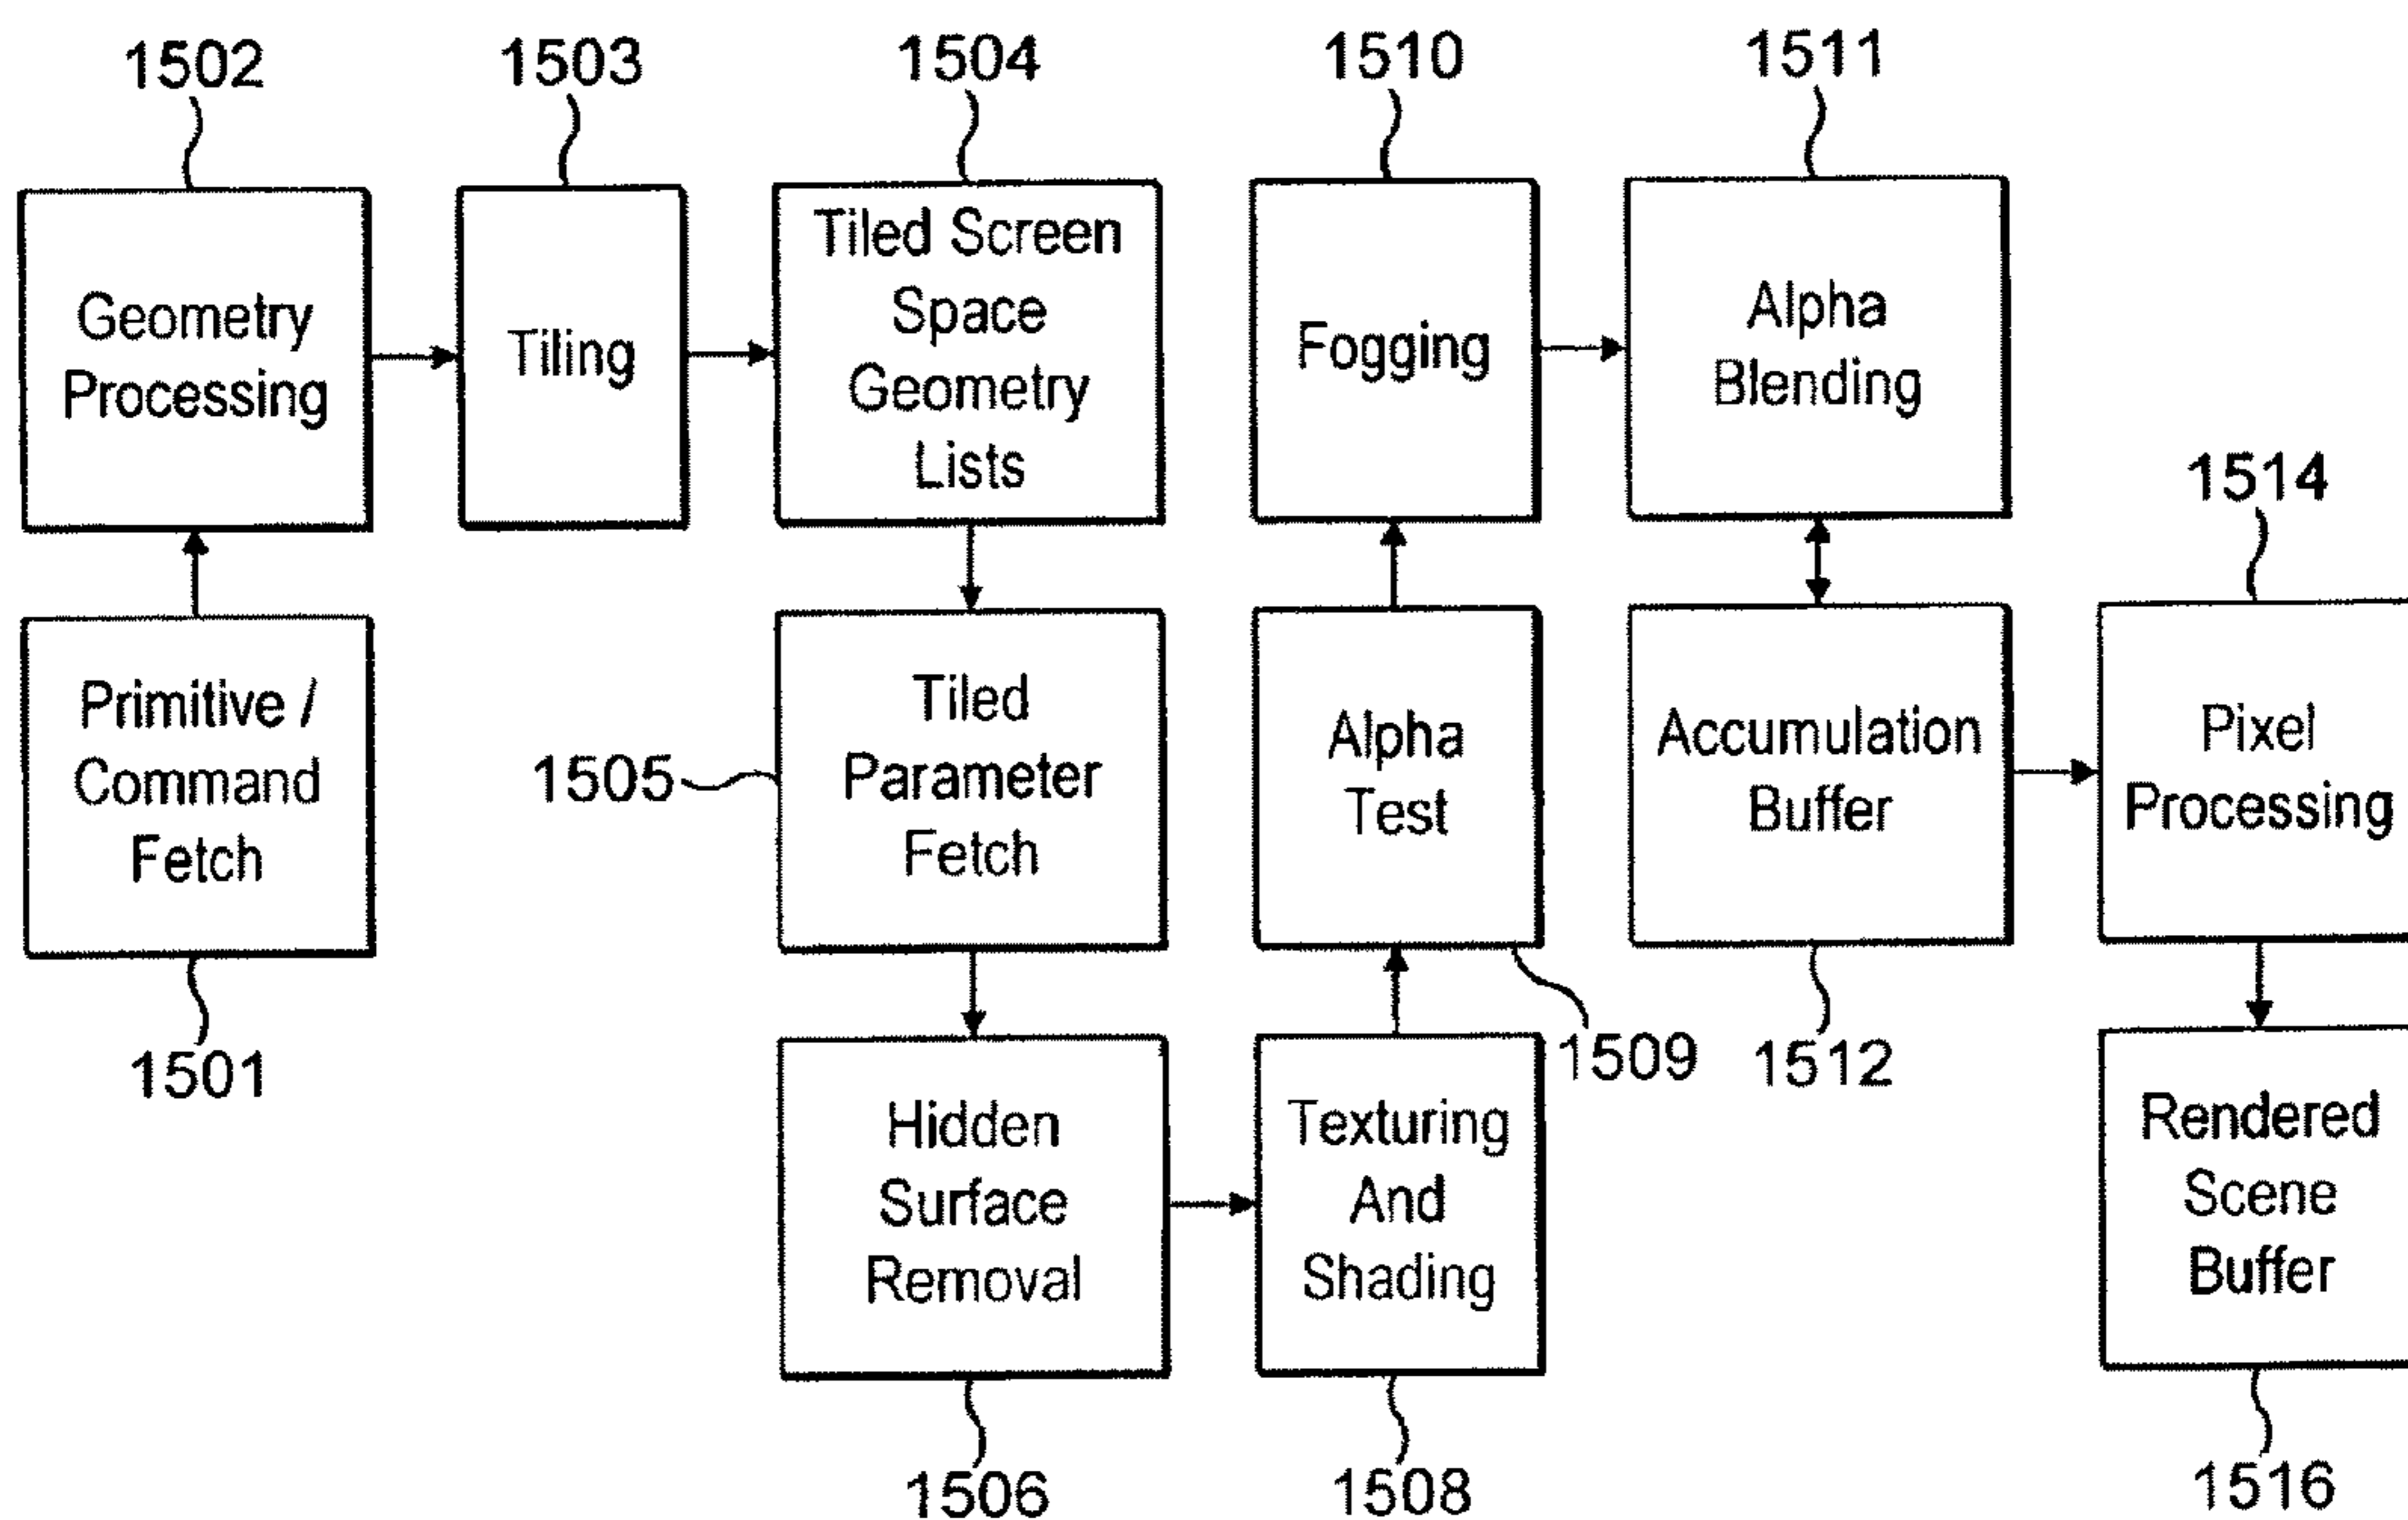 1502
1503
1504
1510
1511
Geometry
Processing
Tiling
Tiled Screen
Space
Geometry
Lists
Fogging
Alpha
Blending
1514
Primitive /
Command
Fetch
1505
Tiled
Parameter
Fetch
Alpha
Test
Accumulation
Buffer
Pixel
Processing
1501
1509
1512
Hidden
Surface
Removal
Texturing
And
Shading
Rendered
Scene
Buffer
1506
1508
1516